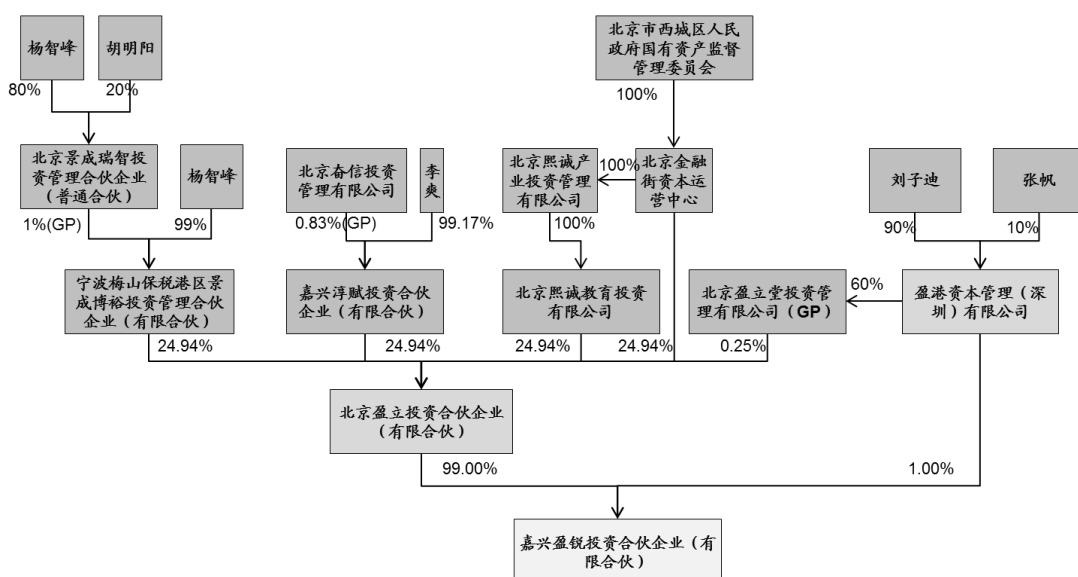 杨智峰
胡明阳
北京市西城区人民
政府国有资产监督
管理委员会
80%
20%
100%
北京景成瑞智投
资管理合伙企业
（普通合伙）
杨智峰
北京奋信投资
管理有限公司
李
爽
北京熙诚产
业投资管理
有限公司
100%
北京金融
街资本运
营中心
刘子迪
张帆
1%(GP)
99%
0.83%(GP)
99.17%
100%
90%
10%
宁波梅山保税港区景
成博裕投资管理合伙
企业（有限合伙）
嘉兴淳赋投资合伙
企业（有限合伙）
北京熙诚教育投资
有限公司
北京盈立堂投资管
理有限公司（GP）
60%
盈港资本管理（深
圳）有限公司
24.94%
24.94%
24.94%
24.94%
0.25%
北京盈立投资合伙企业
（有限合伙）
99.00%
1.00%
嘉兴盈锐投资合伙企业（有
限合伙）